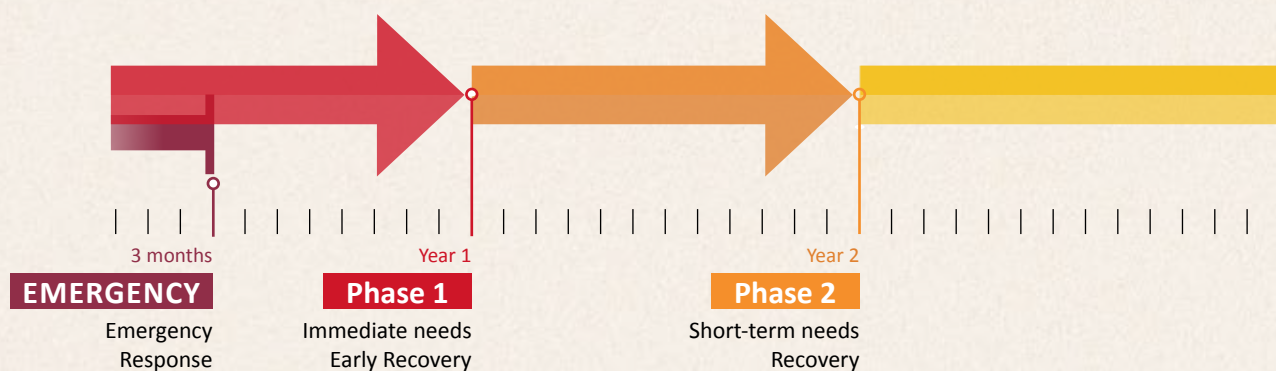 3 months
EMERGENCY
Emergency
Response
Year 1
Phase 1
Immediate needs
Early Recovery
Year 2
Phase 2
Short-term needs
Recovery